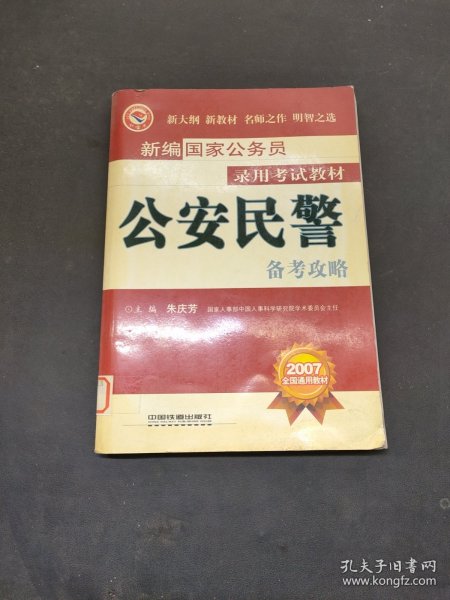 新大纲 新教材 名师之作 明智之选
新编国家公务员
录用考试教材
公安民警
备考攻略
主编 朱庆芳 国家人事部中国人事科学研究院学术委员会主任
2007
全国通用教材
中国铁道出版社
孔夫子旧书网
www.kongfz.com